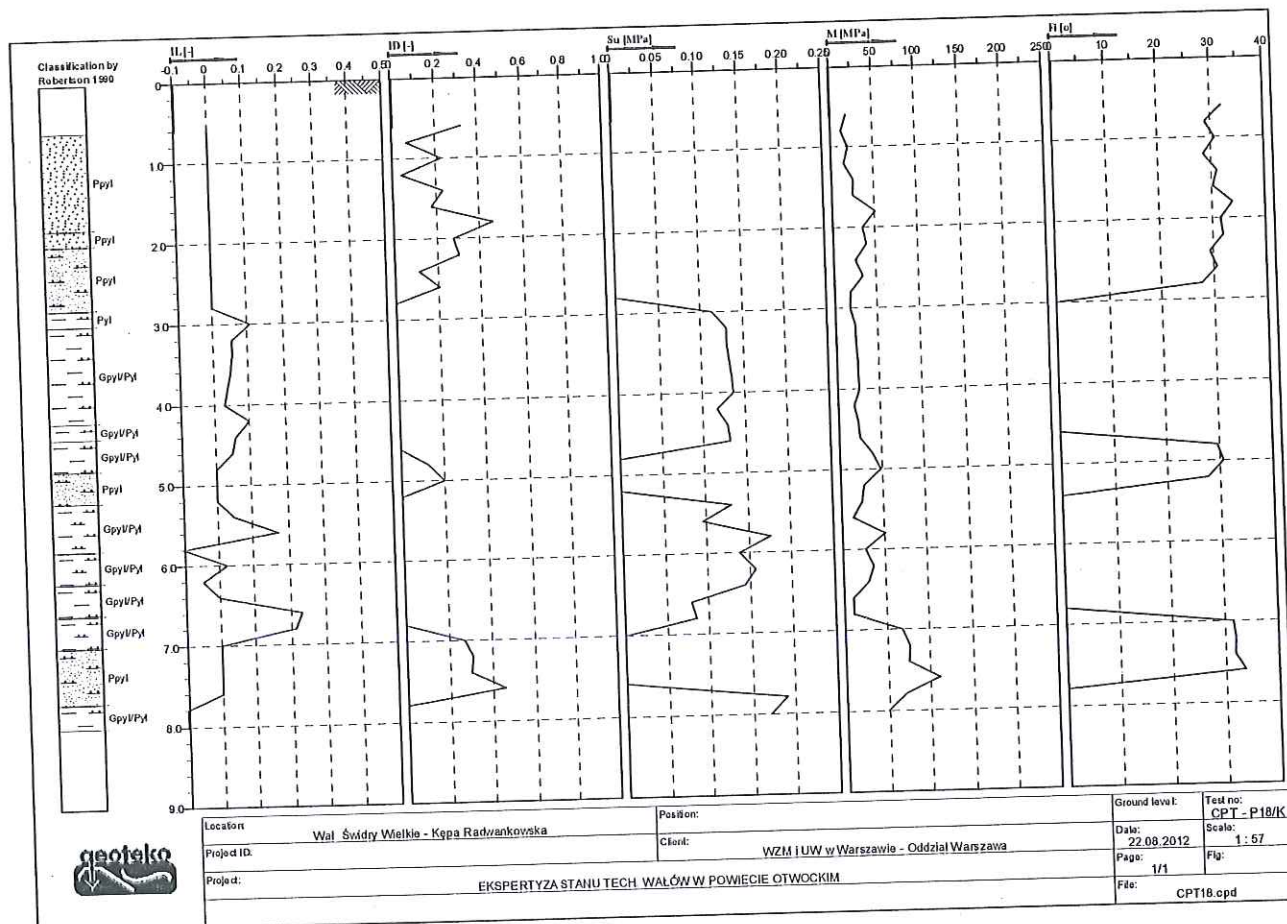 Classification by
Robertson 1990
IL [-]
-0.1 0 0.1 0.2 0.3 0.4 0.5
ID [-]
0 0.2 0.4 0.6 0.8 1.0
Su [MPa]
0 0.05 0.10 0.15 0.20 0.25
M [MPa]
0 50 100 150 200 250
Fi [o]
0 10 20 30 40
0
1.0
2.0
3.0
4.0
5.0
6.0
7.0
8.0
9.0
Ppyl
Ppyl
Ppyl
Pyl
Gpyl/Pyl
Gpyl/Pyl
Gpyl/Pyl
Ppyl
Gpyl/Pyl
Gpyl/Pyl
Gpyl/Pyl
Gpyl/Pyl
Ppyl
Gpyl/Pyl
geoteko
Location:
Wał Świdry Wielkie - Kępa Radwankowska
Position:
Ground level:
Test no:
CPT - P18/K
Project ID:
Client:
WZM i UW w Warszawie - Oddział Warszawa
Date:
22.08.2012
Scale:
1 : 57
Project:
EKSPERTYZA STANU TECH. WAŁÓW W POWIECIE OTWOCKIM
Page:
1/1
Fig:
File:
CPT18.cpd